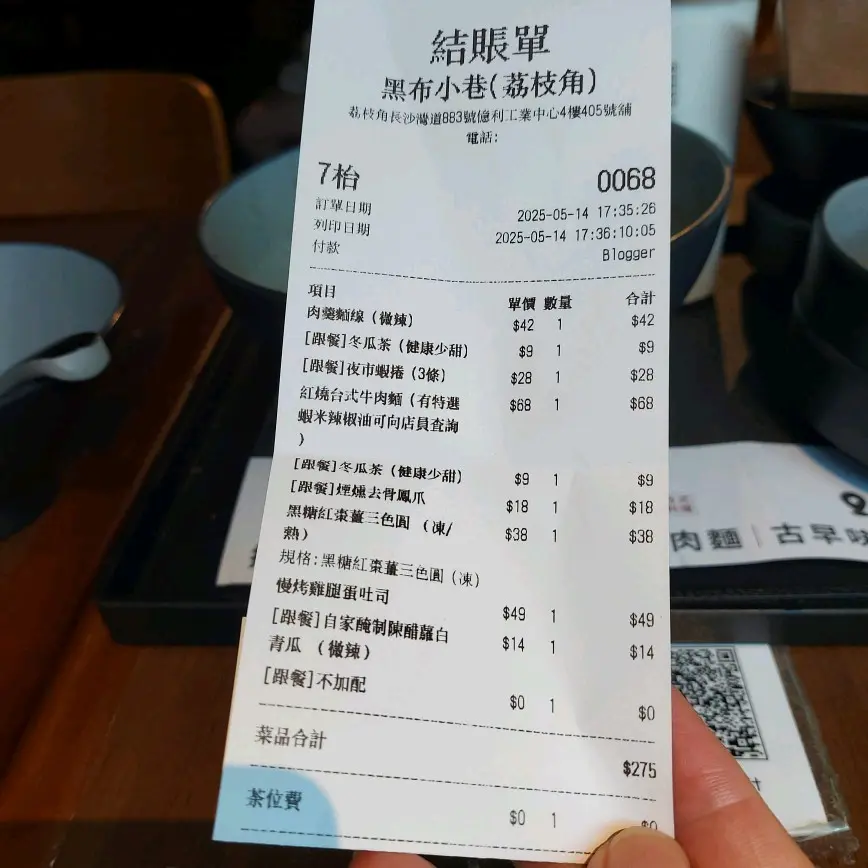 結賬單
黑布小巷(荔枝角)
荔枝角長沙灣道883號億利工業中心4樓405號舖
電話:
7枱 0068
訂單日期 2025-05-14 17:35:26
列印日期 2025-05-14 17:36:10:05
付款 Blogger
項目 單價 數量 合計
肉羹麵線(微辣) $42 1 $42
[跟餐]冬瓜茶(健康少甜) $9 1 $9
[跟餐]夜市蝦捲(3條) $28 1 $28
紅燒台式牛肉麵(有特選 $68 1 $68
蝦米辣椒油可向店員查詢
)
[跟餐]冬瓜茶(健康少甜) $9 1 $9
[跟餐]煙燻去骨鳳爪 $18 1 $18
黑糖紅棗薑三色圓 (凍/ $38 1 $38
熱)
規格:黑糖紅棗薑三色圓 (凍)
慢烤雞腿蛋吐司 $49 1 $49
[跟餐]自家醃制陳醋蘿白 $14 1 $14
青瓜 (微辣)
[跟餐]不加配 $0 1 $0
菜品合計 $275
茶位費 $0 1 $0
肉麵 | 古早味